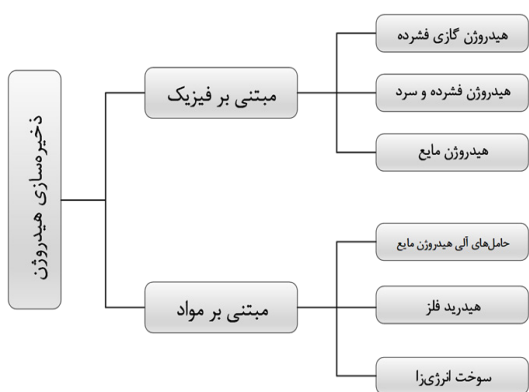 ذخیره‌سازی هیدروژن
مبتنی بر فیزیک
هیدروژن گازی فشرده
هیدروژن فشرده و سرد
هیدروژن مایع
مبتنی بر مواد
حامل‌های آلی هیدروژن مایع
هیدرید فلز
سوخت انرژی‌زا